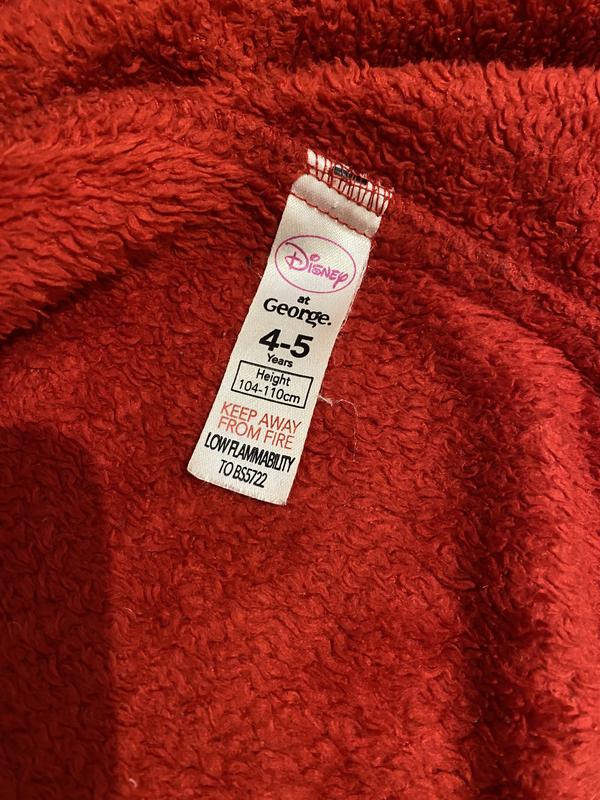 Disney
at
George.
4-5
Years
Height
104-110cm
KEEP AWAY
FROM FIRE
LOW FLAMMABILITY
TO BS5722